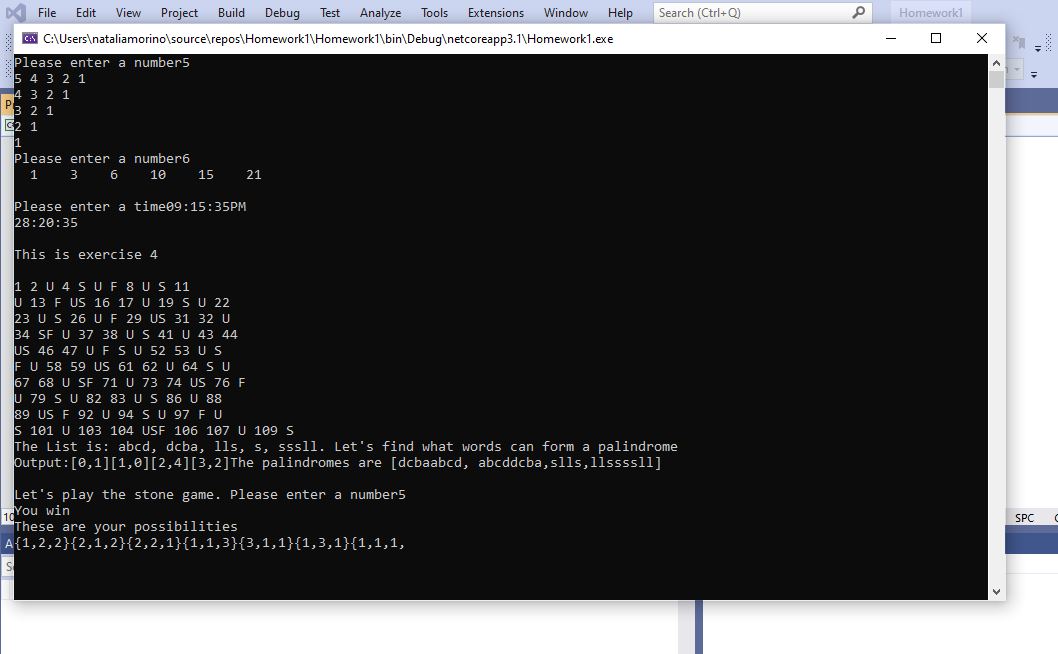 File Edit View Project Build Debug Test Analyze Tools Extensions Window Help Search (Ctrl+Q) Homework1
C:\Users\nataliamorino\source\repos\Homework1\Homework1\bin\Debug\netcoreapp3.1\Homework1.exe
Please enter a number5
5 4 3 2 1
4 3 2 1
3 2 1
2 1
1
Please enter a number6
1 3 6 10 15 21
Please enter a time09:15:35PM
28:20:35
This is exercise 4
1 2 U 4 S U F 8 U S 11
U 13 F US 16 17 U 19 S U 22
23 U S 26 U F 29 US 31 32 U
34 SF U 37 38 U S 41 U 43 44
US 46 47 U F S U 52 53 U S
F U 58 59 US 61 62 U 64 S U
67 68 U SF 71 U 73 74 US 76 F
U 79 S U 82 83 U S 86 U 88
89 US F 92 U 94 S U 97 F U
S 101 U 103 104 USF 106 107 U 109 S
The List is: abcd, dcba, lls, s, sssll. Let's find what words can form a palindrome
Output:[0,1][1,0][2,4][3,2]The palindromes are [dcbaabcd, abcddcba,slls,llssssll]
Let's play the stone game. Please enter a number5
You win
These are your possibilities
{1,2,2}{2,1,2}{2,2,1}{1,1,3}{3,1,1}{1,3,1}{1,1,1,
SPC